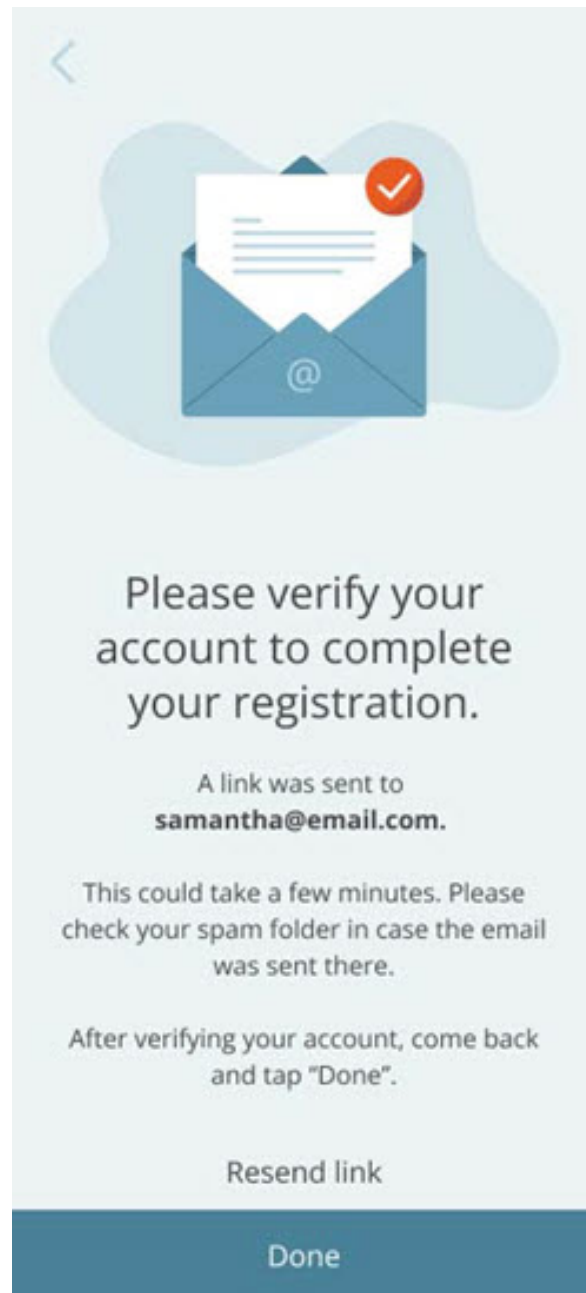 @
Please verify your
account to complete
your registration.
A link was sent to
samantha@email.com.
This could take a few minutes. Please
check your spam folder in case the email
was sent there.
After verifying your account, come back
and tap “Done”.
Resend link
Done